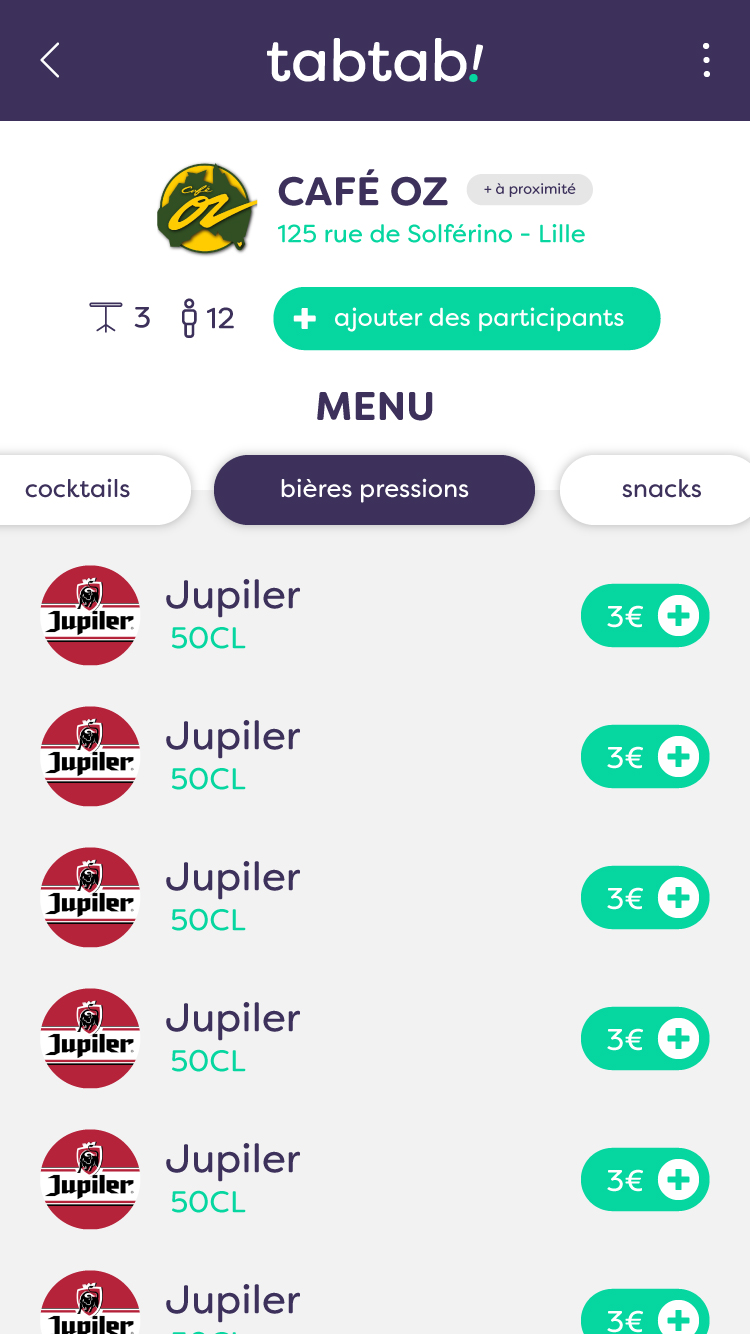 tabtab!
Café
OZ
CAFÉ OZ
+ à proximité
125 rue de Solférino - Lille
3
12
+ ajouter des participants
MENU
cocktails
bières pressions
snacks
Jupiler
Jupiler
50CL
3€ +
Jupiler
Jupiler
50CL
3€ +
Jupiler
Jupiler
50CL
3€ +
Jupiler
Jupiler
50CL
3€ +
Jupiler
Jupiler
50CL
3€ +
Jupiler
Jupiler
50CL
3€ +